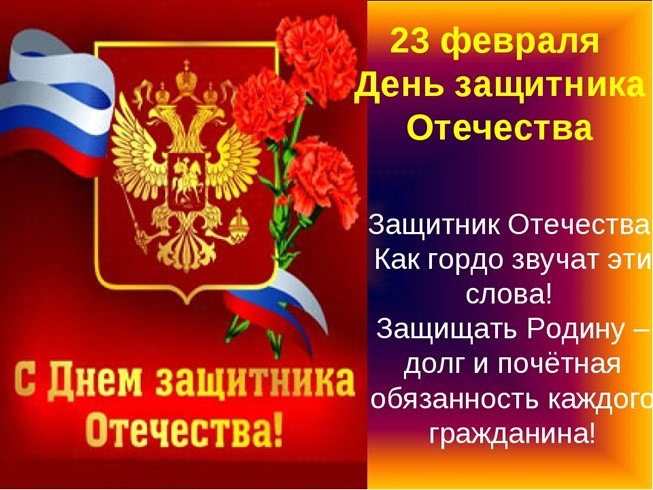 23 февраля
День защитника
Отечества
Защитник Отечества
Как гордо звучат эти
слова!
Защищать Родину –
долг и почётная
обязанность каждого
гражданина!
С Днем защитника
Отечества!